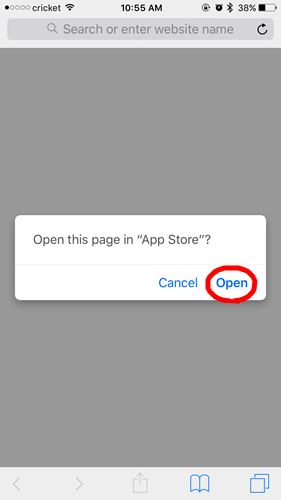 cricket 10:55 AM 38%
Search or enter website name
Open this page in “App Store”?
Cancel Open